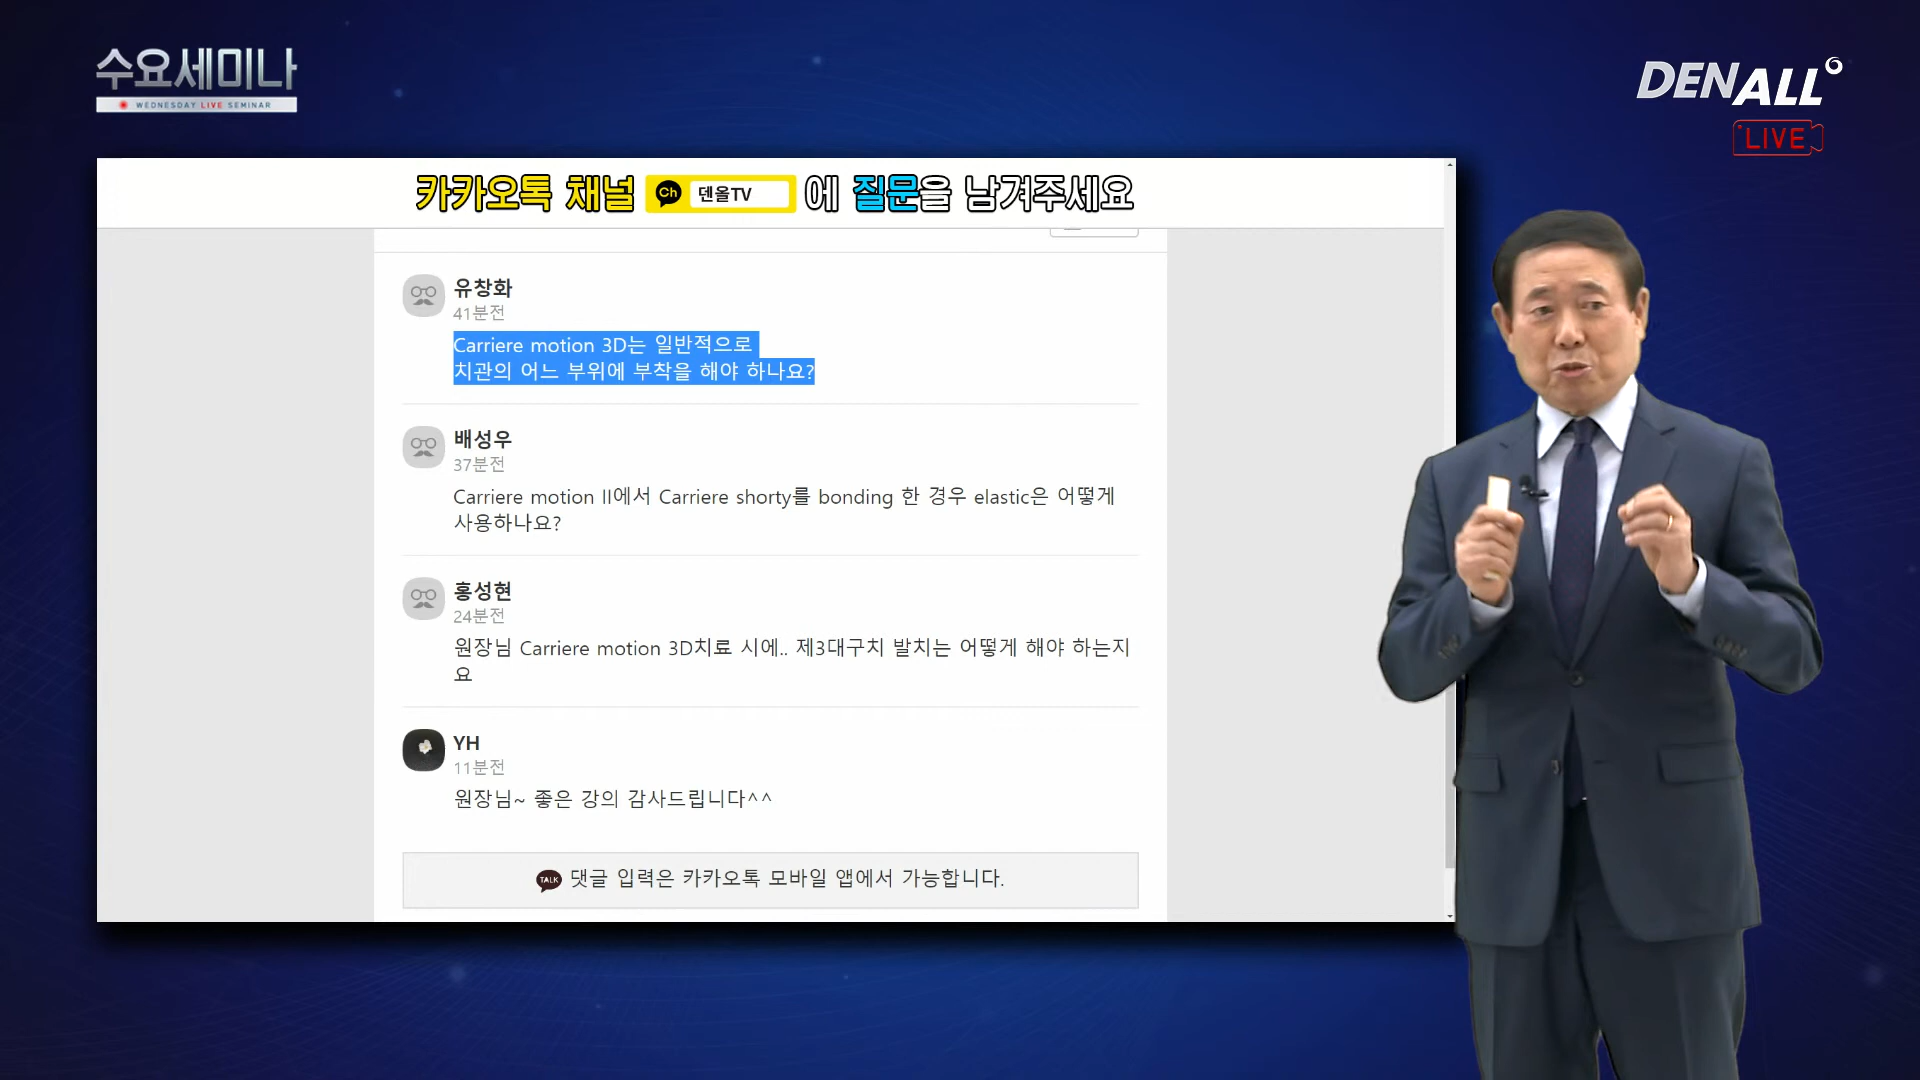 수요세미나
WEDNESDAY LIVE SEMINAR
DENALL
LIVE
카카오톡 채널 Ch 덴올TV 에 질문을 남겨주세요
유창화
41분전
Carriere motion 3D는 일반적으로
치관의 어느 부위에 부착을 해야 하나요?
배성우
37분전
Carriere motion II에서 Carriere shorty를 bonding 한 경우 elastic은 어떻게
사용하나요?
홍성현
24분전
원장님 Carriere motion 3D치료 시에.. 제3대구치 발치는 어떻게 해야 하는지
요
YH
11분전
원장님~ 좋은 강의 감사드립니다^^
TALK 댓글 입력은 카카오톡 모바일 앱에서 가능합니다.